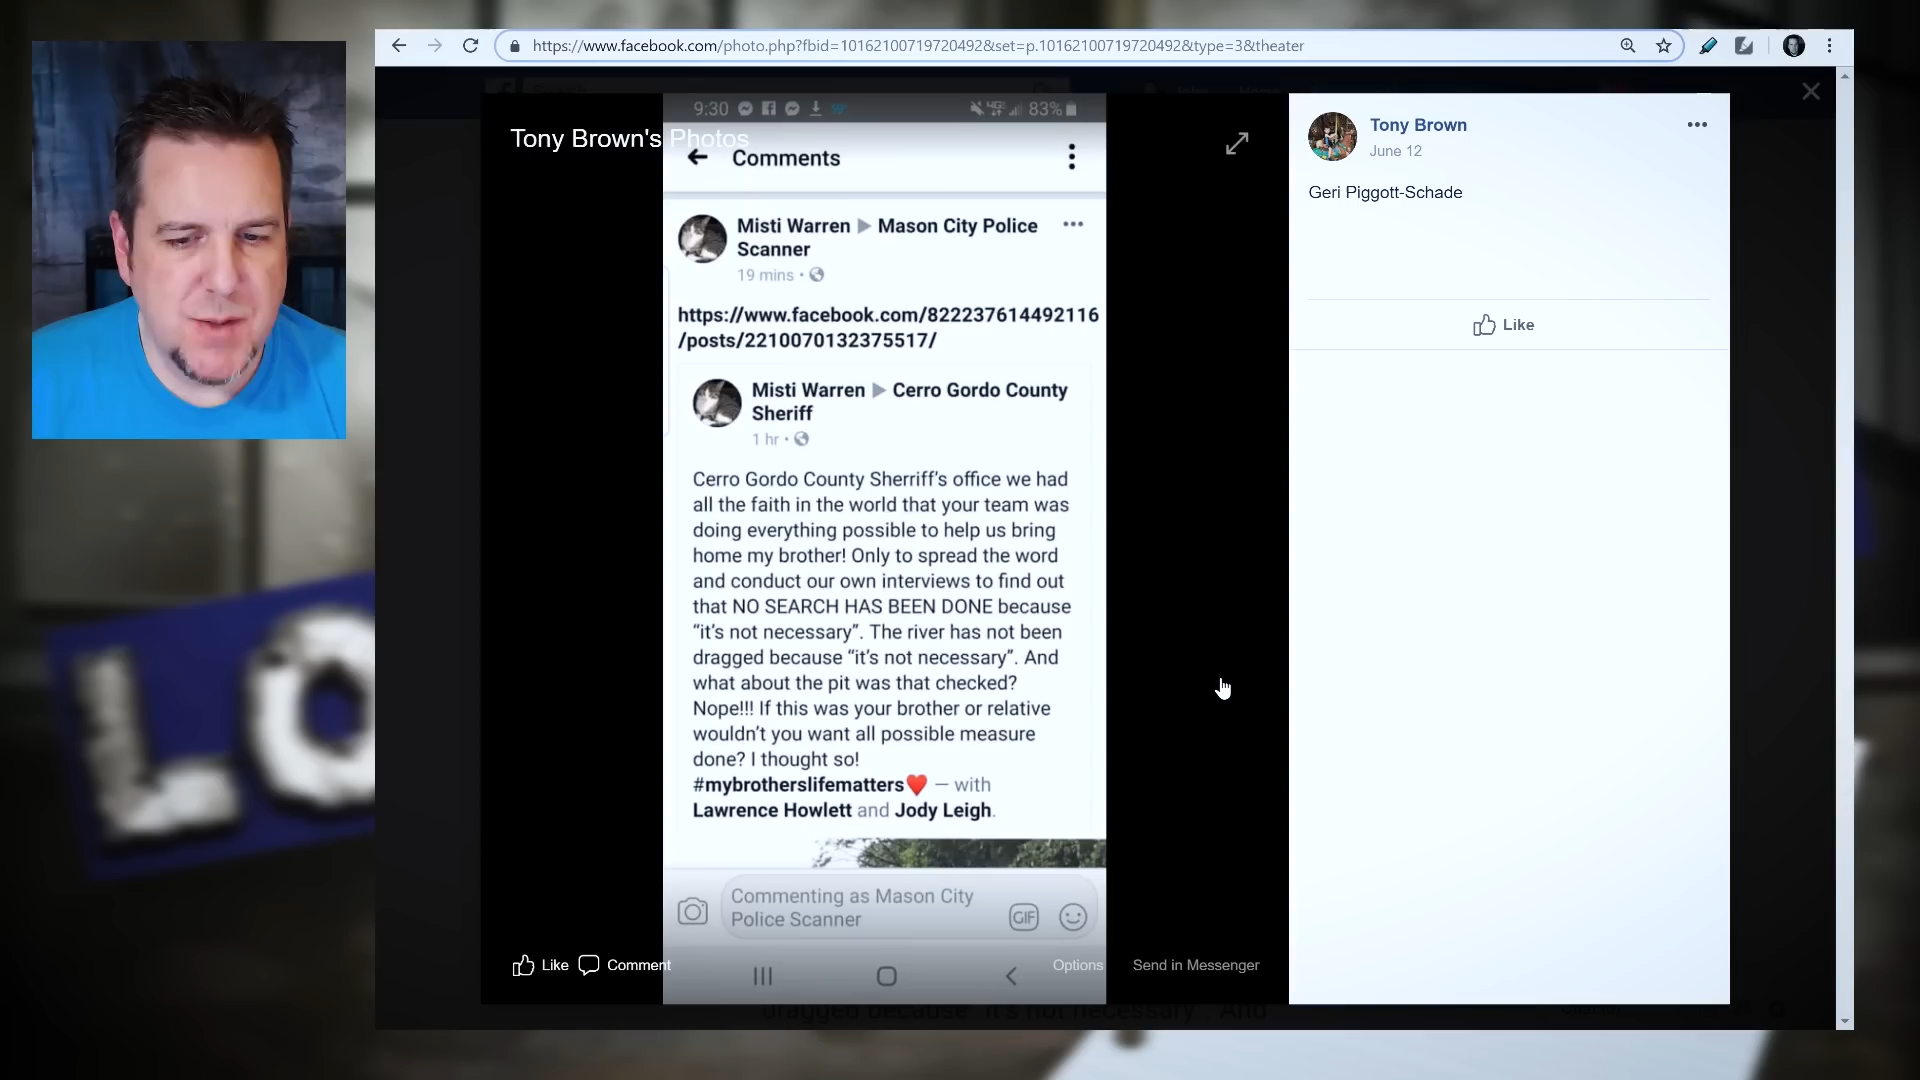 https://www.facebook.com/photo.php?fbid=10162100719720492&set=p.10162100719720492&type=3&theater
9:30
83%
Tony Brown's Photos
Comments
Misti Warren ▶ Mason City Police
Scanner
19 mins •
https://www.facebook.com/822237614492116
/posts/2210070132375517/
Misti Warren ▶ Cerro Gordo County
Sheriff
1 hr •
Cerro Gordo County Sherriff's office we had
all the faith in the world that your team was
doing everything possible to help us bring
home my brother! Only to spread the word
and conduct our own interviews to find out
that NO SEARCH HAS BEEN DONE because
“it's not necessary”. The river has not been
dragged because “it's not necessary”. And
what about the pit was that checked?
Nope!!! If this was your brother or relative
wouldn't you want all possible measure
done? I thought so!
#mybrotherslifematters❤️ — with
Lawrence Howlett and Jody Leigh.
Commenting as Mason City
Police Scanner
GIF
Like Comment
Options
Send in Messenger
Tony Brown
June 12
Geri Piggott-Schade
Like
dragged because "it's not necessary". And
LO